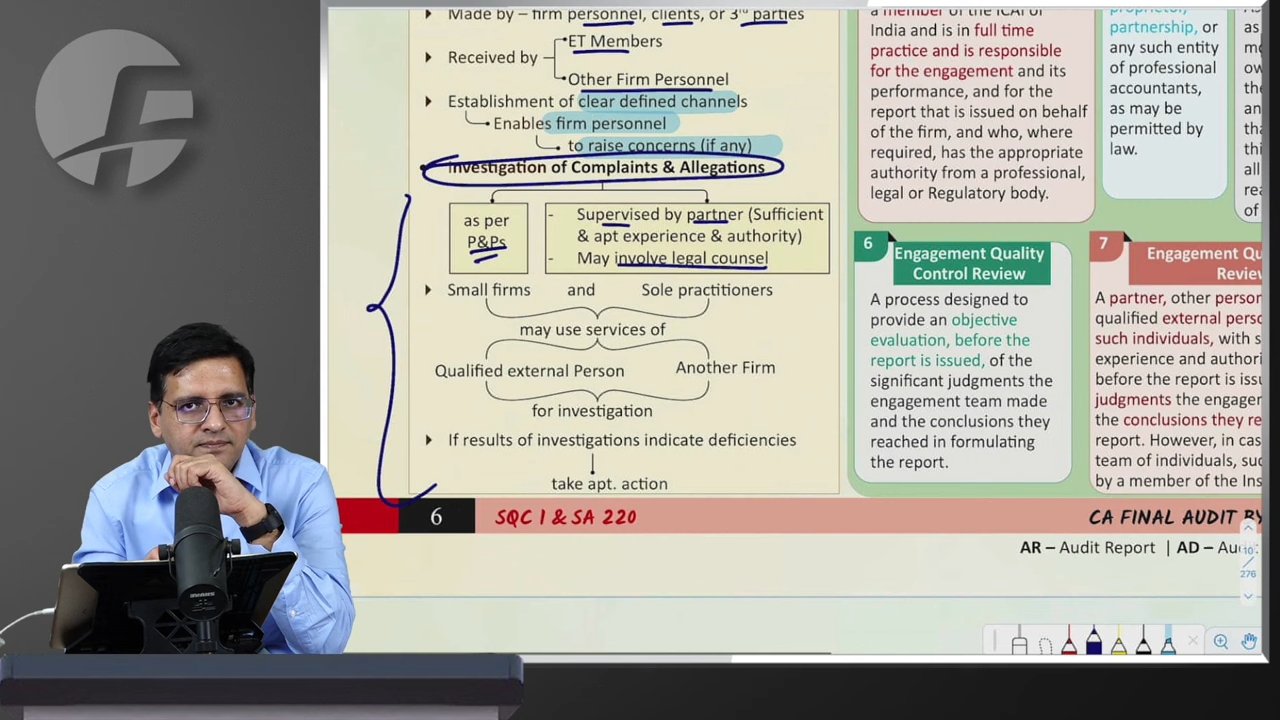 Made by – firm personnel, clients, or 3rd parties
Received by
ET Members
Other Firm Personnel
Establishment of clear defined channels
Enables firm personnel
to raise concerns (if any)
Investigation of Complaints & Allegations
as per
P&Ps
- Supervised by partner (Sufficient
& apt experience & authority)
- May involve legal counsel
Small firms and Sole practitioners
may use services of
Qualified external Person Another Firm
for investigation
If results of investigations indicate deficiencies
take apt. action
6 SQC 1 & SA 220
a member of the ICAI or
India and is in full time
practice and is responsible
for the engagement and its
performance, and for the
report that is issued on behalf
of the firm, and who, where
required, has the appropriate
authority from a professional,
legal or Regulatory body.
proprietor,
partnership, or
any such entity
of professional
accountants,
as may be
permitted by
law.
6 Engagement Quality
Control Review
A process designed to
provide an objective
evaluation, before the
report is issued, of the
significant judgments the
engagement team made
and the conclusions they
reached in formulating
the report.
7 Engagement
A partner, other
qualified external
such individuals, with
experience and
before the report is
judgments the
the conclusions they
report. However, in
team of individuals,
by a member of the
CA FINAL AUDIT
AR – Audit Report | AD –
10
/
276